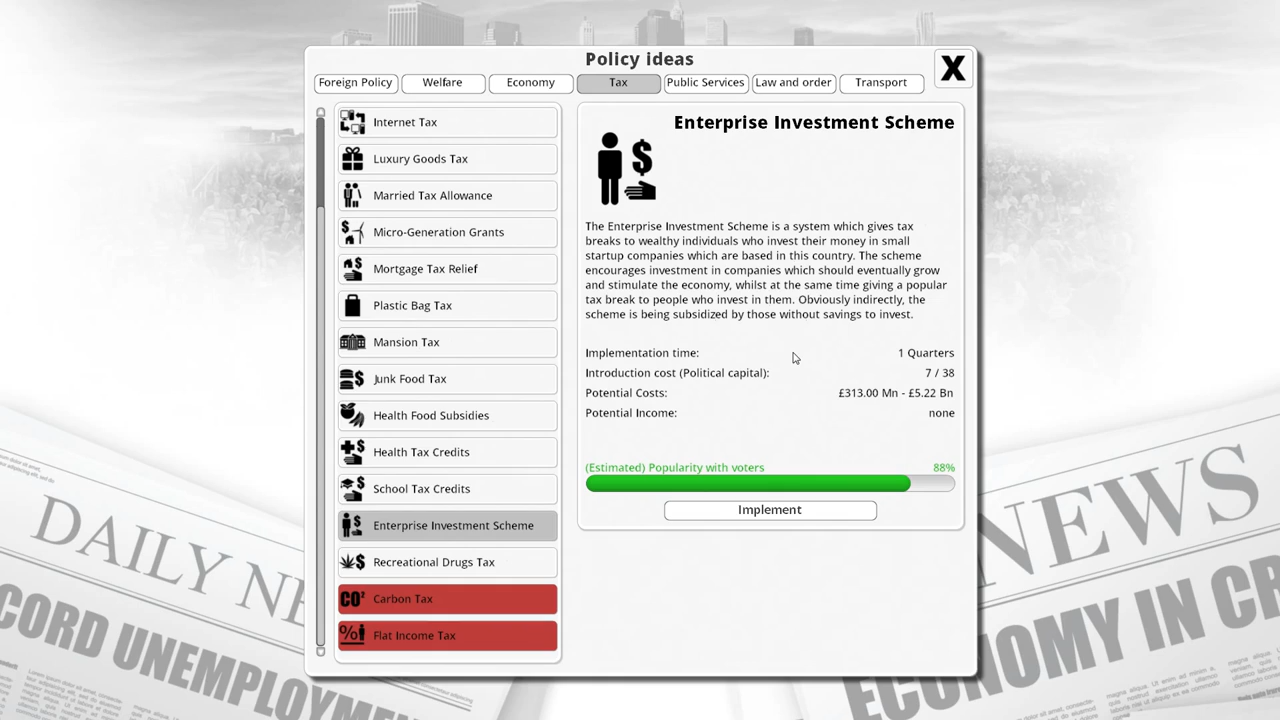 Policy ideas
X
Foreign Policy
Welfare
Economy
Tax
Public Services
Law and order
Transport
Internet Tax
Luxury Goods Tax
Married Tax Allowance
Micro-Generation Grants
Mortgage Tax Relief
Plastic Bag Tax
Mansion Tax
Junk Food Tax
Health Food Subsidies
Health Tax Credits
School Tax Credits
Enterprise Investment Scheme
Recreational Drugs Tax
CO² Carbon Tax
Flat Income Tax
Enterprise Investment Scheme
The Enterprise Investment Scheme is a system which gives tax
breaks to wealthy individuals who invest their money in small
startup companies which are based in this country. The scheme
encourages investment in companies which should eventually grow
and stimulate the economy, whilst at the same time giving a popular
tax break to people who invest in them. Obviously indirectly, the
scheme is being subsidized by those without savings to invest.
Implementation time: 1 Quarters
Introduction cost (Political capital): 7 / 38
Potential Costs: £313.00 Mn - £5.22 Bn
Potential Income: none
(Estimated) Popularity with voters 88%
Implement
DAILY NE
CORD UNEMPLOYM
NEWS
ECONOMY IN CR